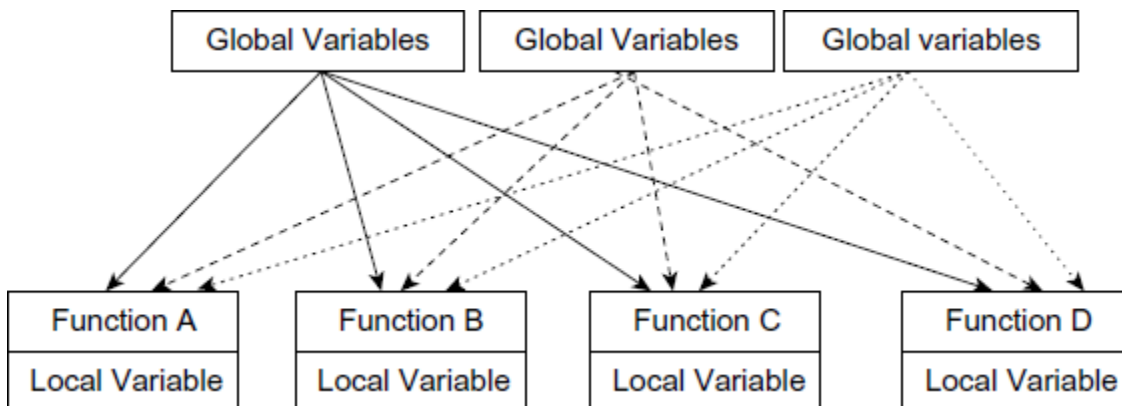 Global Variables
Global Variables
Global variables
Function A
Function B
Function C
Function D
Local Variable
Local Variable
Local Variable
Local Variable